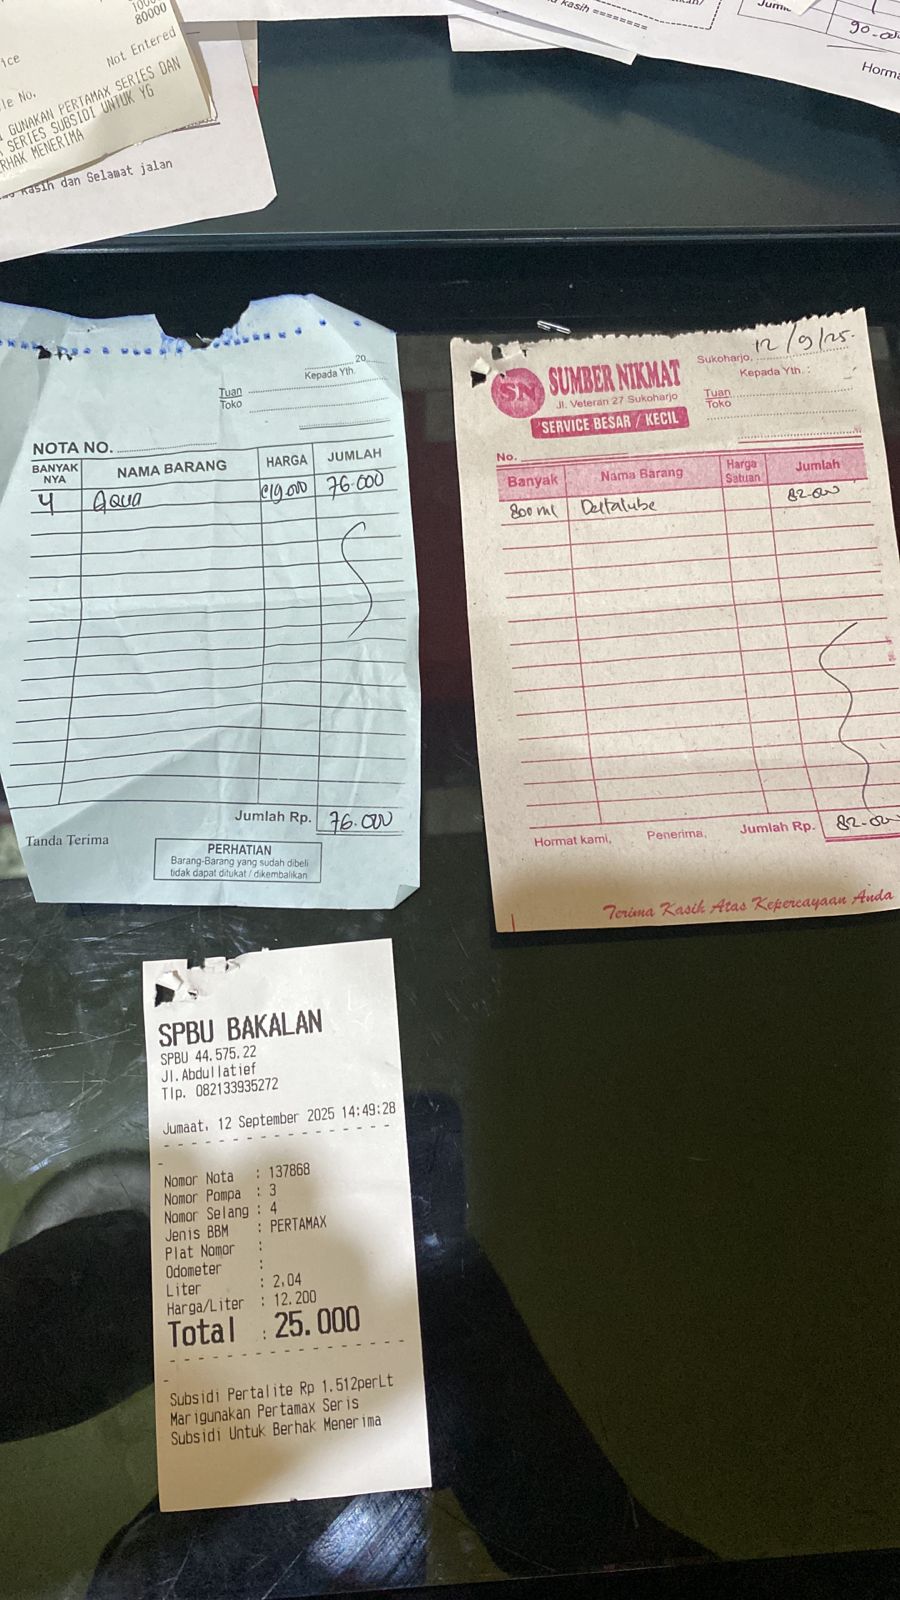 80000
Not Entered
GUNAKAN PERTAMAX SERIES DAN
SERIES SUBSIDI UNTUK YG
MENERIMA
Kasih dan Selamat jalan
kasih ========
90.000
20
Kepada Yth.
Tuan
Toko
NOTA NO.
BANYAK NYA NAMA BARANG HARGA JUMLAH
4 Aqua @19.000 76.000
Jumlah Rp. 76.000
Tanda Terima
PERHATIAN
Barang-Barang yang sudah dibeli
tidak dapat ditukat / dikembalikan
SN
SUMBER NIKMAT
Jl. Veteran 27 Sukoharjo
SERVICE BESAR / KECIL
Sukoharjo, 12/9/25.
Kepada Yth. :
Tuan
Toko
No.
Banyak Nama Barang Harga Satuan Jumlah
800 ml Deltalube 82.000
Hormat kami, Penerima, Jumlah Rp. 82.000
Terima Kasih Atas Kepercayaan Anda
SPBU BAKALAN
SPBU 44.575.22
Jl.Abdullatief
Tlp. 082133935272
Jumaat, 12 September 2025 14:49:28
Nomor Nota : 137868
Nomor Pompa : 3
Nomor Selang : 4
Jenis BBM : PERTAMAX
Plat Nomor :
Odometer :
Liter : 2.04
Harga/Liter : 12.200
Total : 25.000
Subsidi Pertalite Rp 1.512perLt
Marigunakan Pertamax Seris
Subsidi Untuk Berhak Menerima